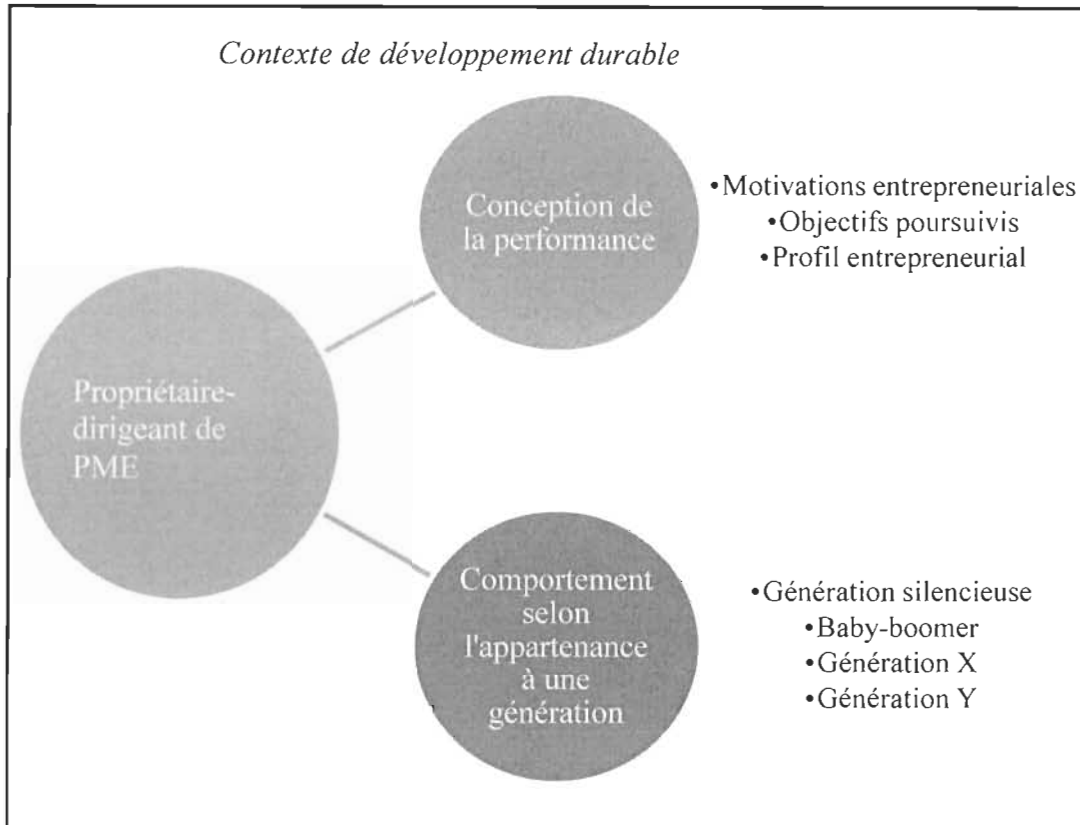 Contexte de développement durable
Conception de
la performance
•Motivations entrepreneuriales
•Objectifs poursuivis
•Profil entrepreneurial
Propriétaire-
dirigeant de
PME
Comportement
selon
l'appartenance
à une
génération
•Génération silencieuse
•Baby-boomer
•Génération X
•Génération Y